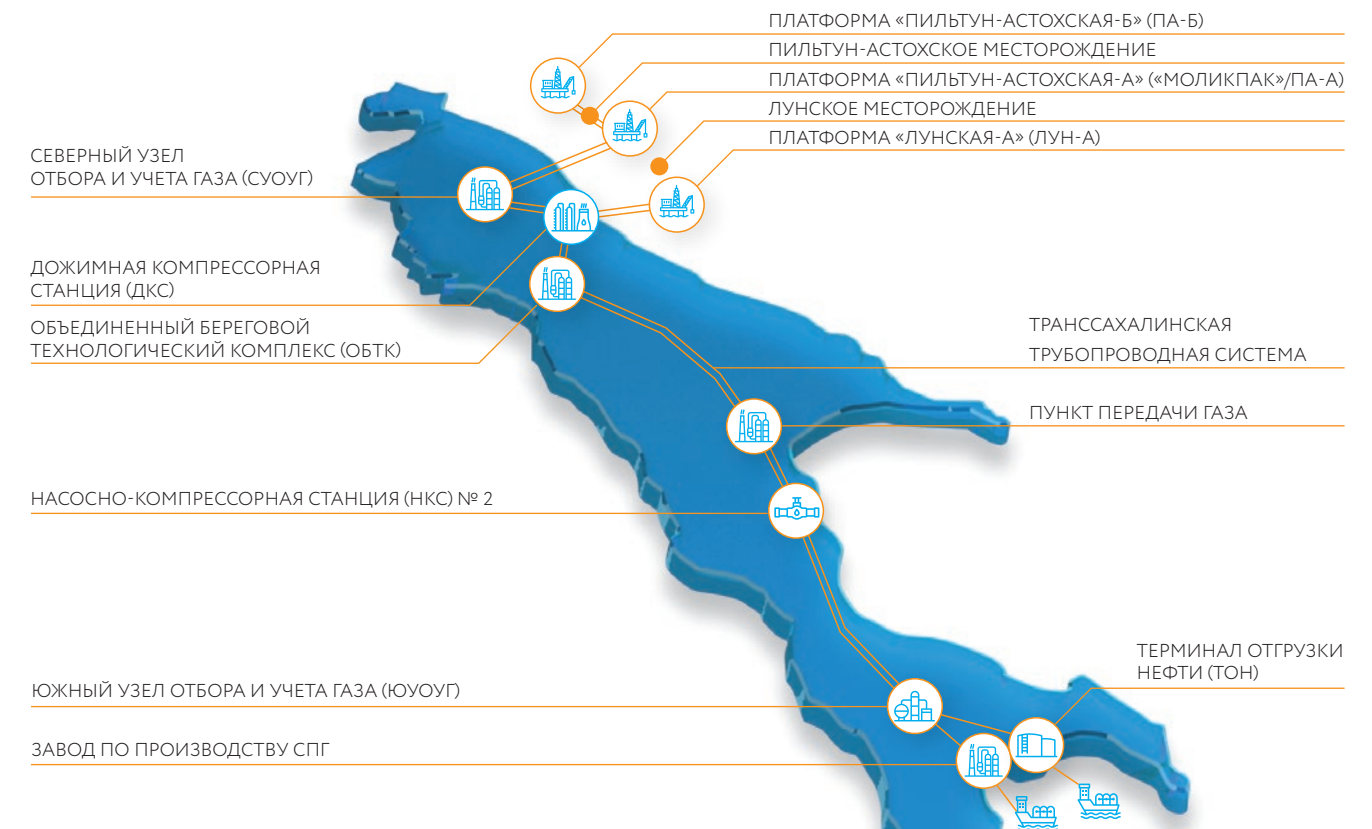 ПЛАТФОРМА «ПИЛЬТУН-АСТОХСКАЯ-Б» (ПА-Б)
ПИЛЬТУН-АСТОХСКОЕ МЕСТОРОЖДЕНИЕ
ПЛАТФОРМА «ПИЛЬТУН-АСТОХСКАЯ-А» («МОЛИКПАК»/ПА-А)
ЛУНСКОЕ МЕСТОРОЖДЕНИЕ
ПЛАТФОРМА «ЛУНСКАЯ-А» (ЛУН-А)
СЕВЕРНЫЙ УЗЕЛ
ОТБОРА И УЧЕТА ГАЗА (СУОУГ)
ДОЖИМНАЯ КОМПРЕССОРНАЯ
СТАНЦИЯ (ДКС)
ОБЪЕДИНЕННЫЙ БЕРЕГОВОЙ
ТЕХНОЛОГИЧЕСКИЙ КОМПЛЕКС (ОБТК)
ТРАНССАХАЛИНСКАЯ
ТРУБОПРОВОДНАЯ СИСТЕМА
ПУНКТ ПЕРЕДАЧИ ГАЗА
НАСОСНО-КОМПРЕССОРНАЯ СТАНЦИЯ (НКС) № 2
ТЕРМИНАЛ ОТГРУЗКИ
НЕФТИ (ТОН)
ЮЖНЫЙ УЗЕЛ ОТБОРА И УЧЕТА ГАЗА (ЮУОУГ)
ЗАВОД ПО ПРОИЗВОДСТВУ СПГ